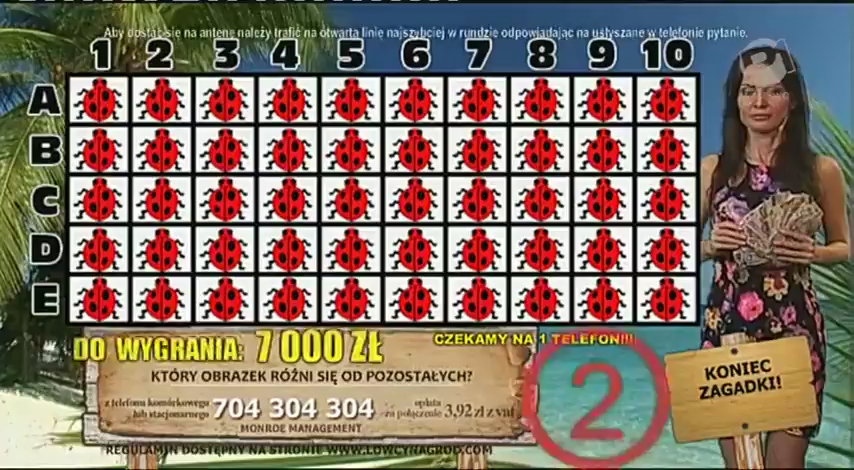 Aby dostać się na antenę należy trafić na otwartą linię najszybciej w rundzie odpowiadając na usłyszane w telefonie pytanie.
1 2 3 4 5 6 7 8 9 10
A
B
C
D
E
DO WYGRANIA: 7 000 ZŁ
CZEKAMY NA 1 TELEFON!!!
KTÓRY OBRAZEK RÓŻNI SIĘ OD POZOSTAŁYCH?
z telefonu komórkowego lub stacjonarnego 704 304 304 opłata za połączenie 3,92 zł z vat
MONROE MANAGEMENT
REGULAMIN DOSTĘPNY NA STRONIE WWW.LOWCYNAGROD.COM
2
KONIEC
ZAGADKI!